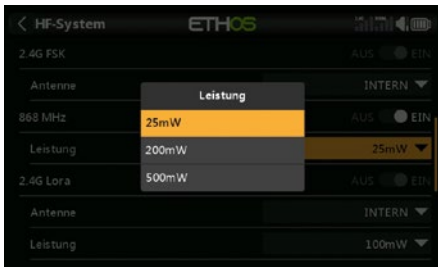 HF-System
ETHOS
2.4G FSK
AUS EIN
Antenne
INTERN
Leistung
868 MHz
AUS EIN
25mW
Leistung
25mW
200mW
2.4G Lora
AUS EIN
500mW
Antenne
INTERN
Leistung
100mW